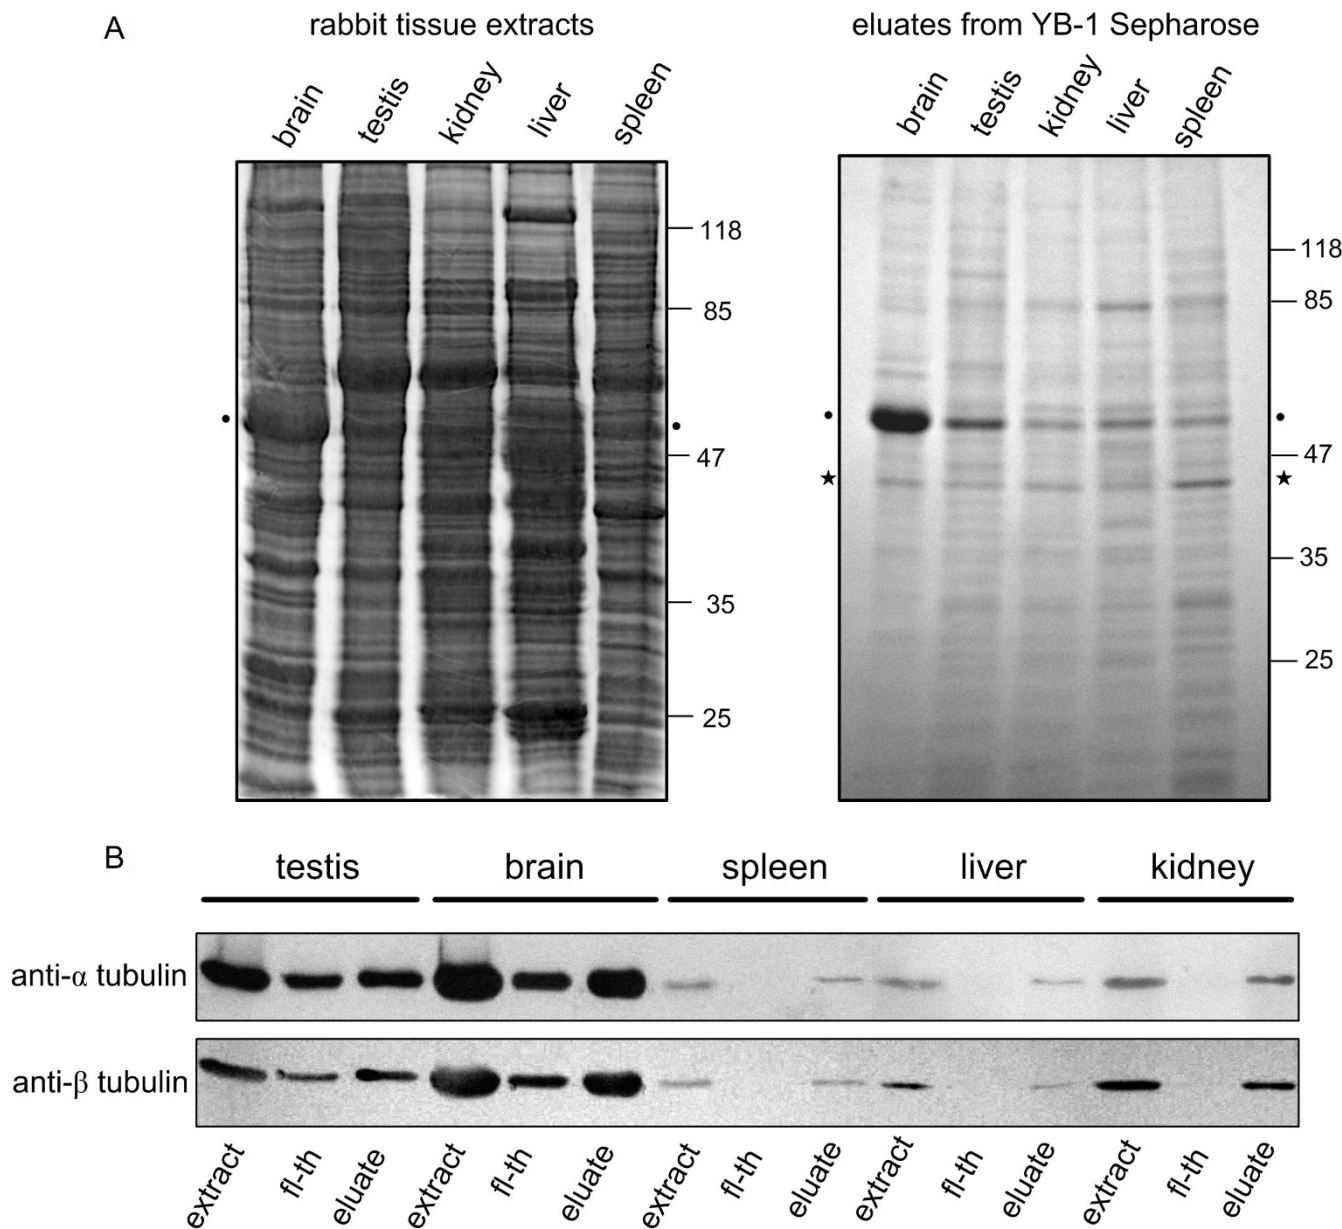 A
rabbit tissue extracts
eluates from YB-1 Sepharose
brain
testis
kidney
liver
spleen
brain
testis
kidney
liver
spleen
118
85
47
35
25
118
85
47
35
25
B
testis
brain
spleen
liver
kidney
anti-α tubulin
anti-β tubulin
extract
fl-th
eluate
extract
fl-th
eluate
extract
fl-th
eluate
extract
fl-th
eluate
extract
fl-th
eluate